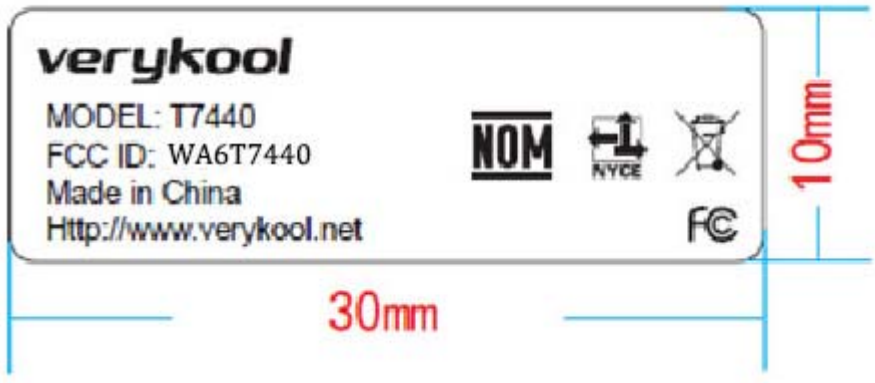 verykool
MODEL: T7440
FCC ID: WA6T7440
Made in China
Http://www.verykool.net
NOM
NYCE
FC
10mm
30mm